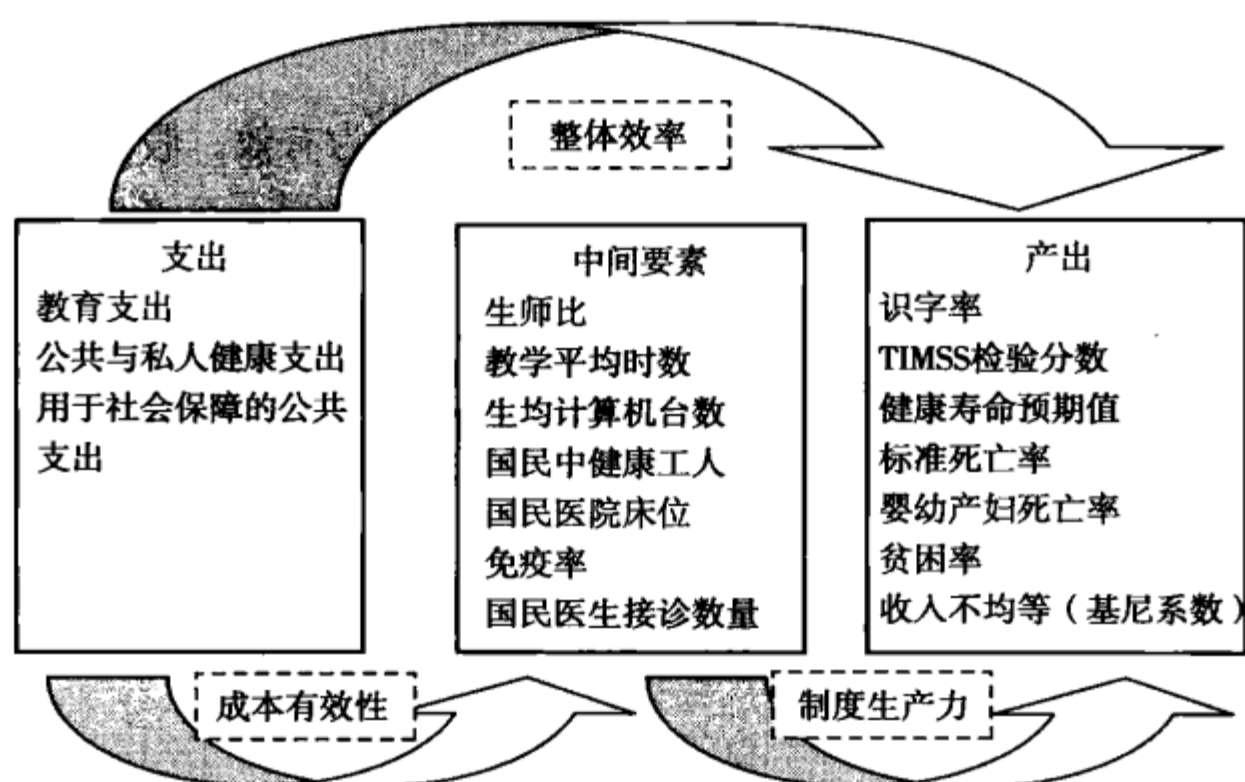 整体效率
支出
教育支出
公共与私人健康支出
用于社会保障的公共
支出
中间要素
生师比
教学平均时数
生均计算机台数
国民中健康工人
国民医院床位
免疫率
国民医生接诊数量
产出
识字率
TIMSS检验分数
健康寿命预期值
标准死亡率
婴幼产妇死亡率
贫困率
收入不均等（基尼系数）
成本有效性
制度生产力